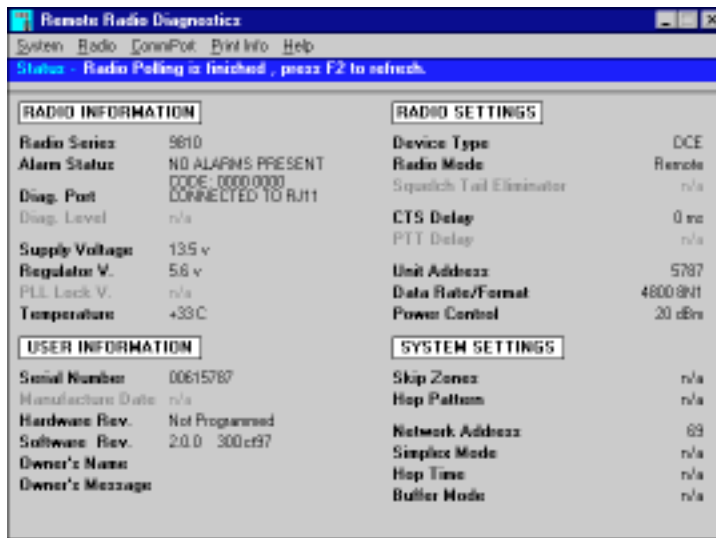 Remote Radio Diagnostics
System Radio CommPort Print Info Help
Status - Radio Polling is finished , press F2 to refresh.
RADIO INFORMATION
Radio Series 9810
Alarm Status NO ALARMS PRESENT
CODE: 0000 0000
Diag. Port CONNECTED TO RJ11
Diag. Level n/a
Supply Voltage 13.5 v
Regulator V. 5.6 v
PLL Lock V. n/a
Temperature +33 C
RADIO SETTINGS
Device Type DCE
Radio Mode Remote
Squelch Tail Eliminator n/a
CTS Delay 0 ms
PTT Delay n/a
Unit Address 5787
Data Rate/Format 4800 8N1
Power Control 20 dBm
USER INFORMATION
Serial Number 00615787
Manufacture Date n/a
Hardware Rev. Not Programmed
Software Rev. 2.0.0 30Oct97
Owner's Name
Owner's Message
SYSTEM SETTINGS
Skip Zones n/a
Hop Pattern n/a
Network Address 69
Simplex Mode n/a
Hop Time n/a
Buffer Mode n/a